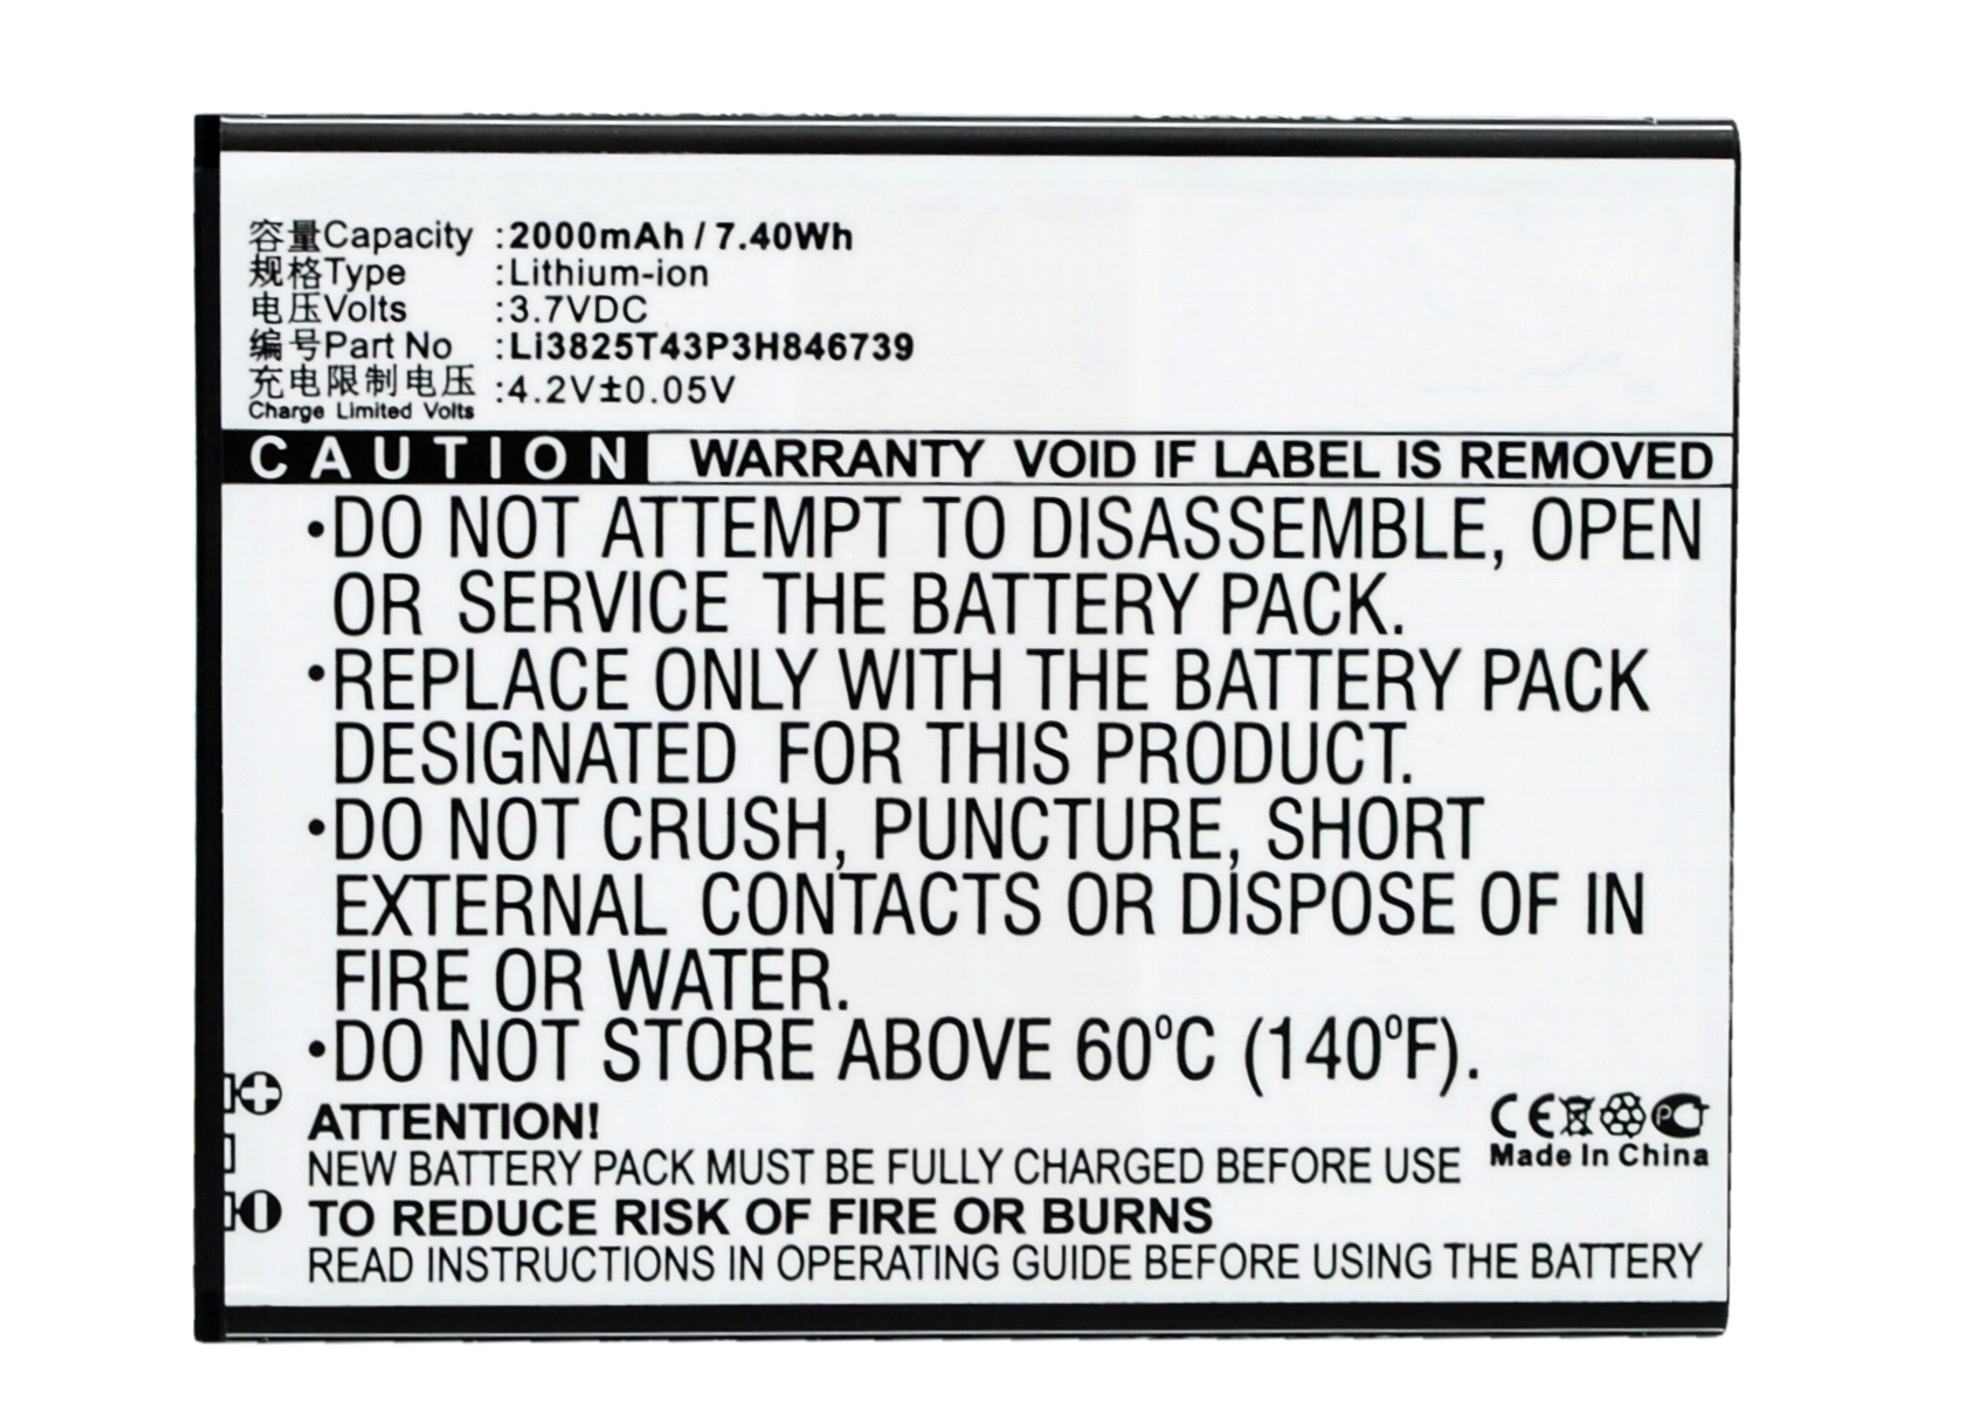 容量Capacity :2000mAh / 7.40Wh
规格Type :Lithium-ion
电压Volts :3.7VDC
编号Part No :Li3825T43P3H846739
充电限制电压 :4.2V±0.05V
Charge Limited Volts
CAUTION WARRANTY VOID IF LABEL IS REMOVED
•DO NOT ATTEMPT TO DISASSEMBLE, OPEN
OR SERVICE THE BATTERY PACK.
•REPLACE ONLY WITH THE BATTERY PACK
DESIGNATED FOR THIS PRODUCT.
•DO NOT CRUSH, PUNCTURE, SHORT
EXTERNAL CONTACTS OR DISPOSE OF IN
FIRE OR WATER.
•DO NOT STORE ABOVE 60⁰C (140⁰F).
ATTENTION!
CE PCT
NEW BATTERY PACK MUST BE FULLY CHARGED BEFORE USE
Made In China
TO REDUCE RISK OF FIRE OR BURNS
READ INSTRUCTIONS IN OPERATING GUIDE BEFORE USING THE BATTERY